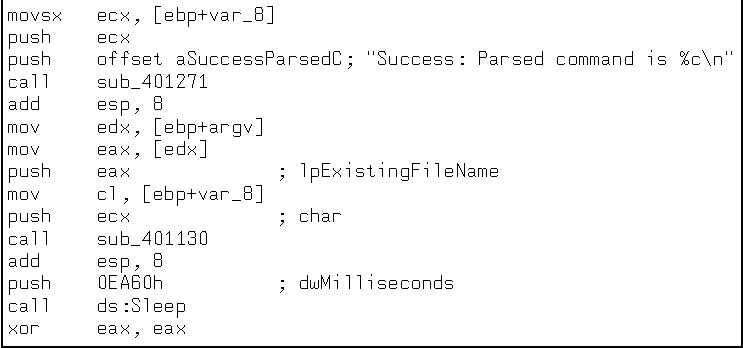 movsx ecx, [ebp+var_8]
push ecx
push offset aSuccessParsedC; "Success: Parsed command is %c\n"
call sub_401271
add esp, 8
mov edx, [ebp+argv]
mov eax, [edx]
push eax ; lpExistingFileName
mov cl, [ebp+var_8]
push ecx ; char
call sub_401130
add esp, 8
push 0EA60h ; dwMilliseconds
call ds:Sleep
xor eax, eax